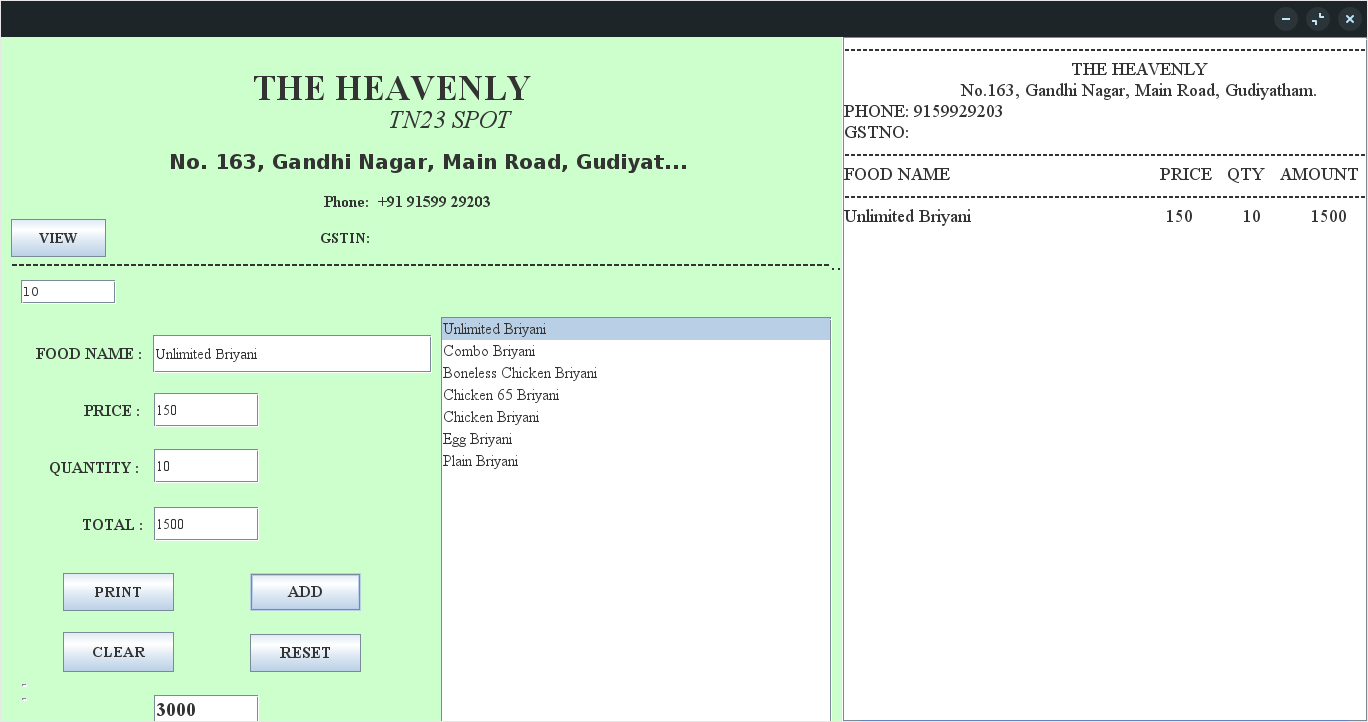 THE HEAVENLY
TN23 SPOT
No. 163, Gandhi Nagar, Main Road, Gudiyat...
Phone: +91 91599 29203
VIEW
GSTIN:
--------------------------------------------------------------------------------------------------------...
10
FOOD NAME : Unlimited Briyani
PRICE : 150
QUANTITY : 10
TOTAL : 1500
PRINT ADD
CLEAR RESET
3000
Unlimited Briyani
Combo Briyani
Boneless Chicken Briyani
Chicken 65 Briyani
Chicken Briyani
Egg Briyani
Plain Briyani
--------------------------------------------------------------------------------
THE HEAVENLY
No.163, Gandhi Nagar, Main Road, Gudiyatham.
PHONE: 9159929203
GSTNO:
--------------------------------------------------------------------------------
FOOD NAME PRICE QTY AMOUNT
--------------------------------------------------------------------------------
Unlimited Briyani 150 10 1500